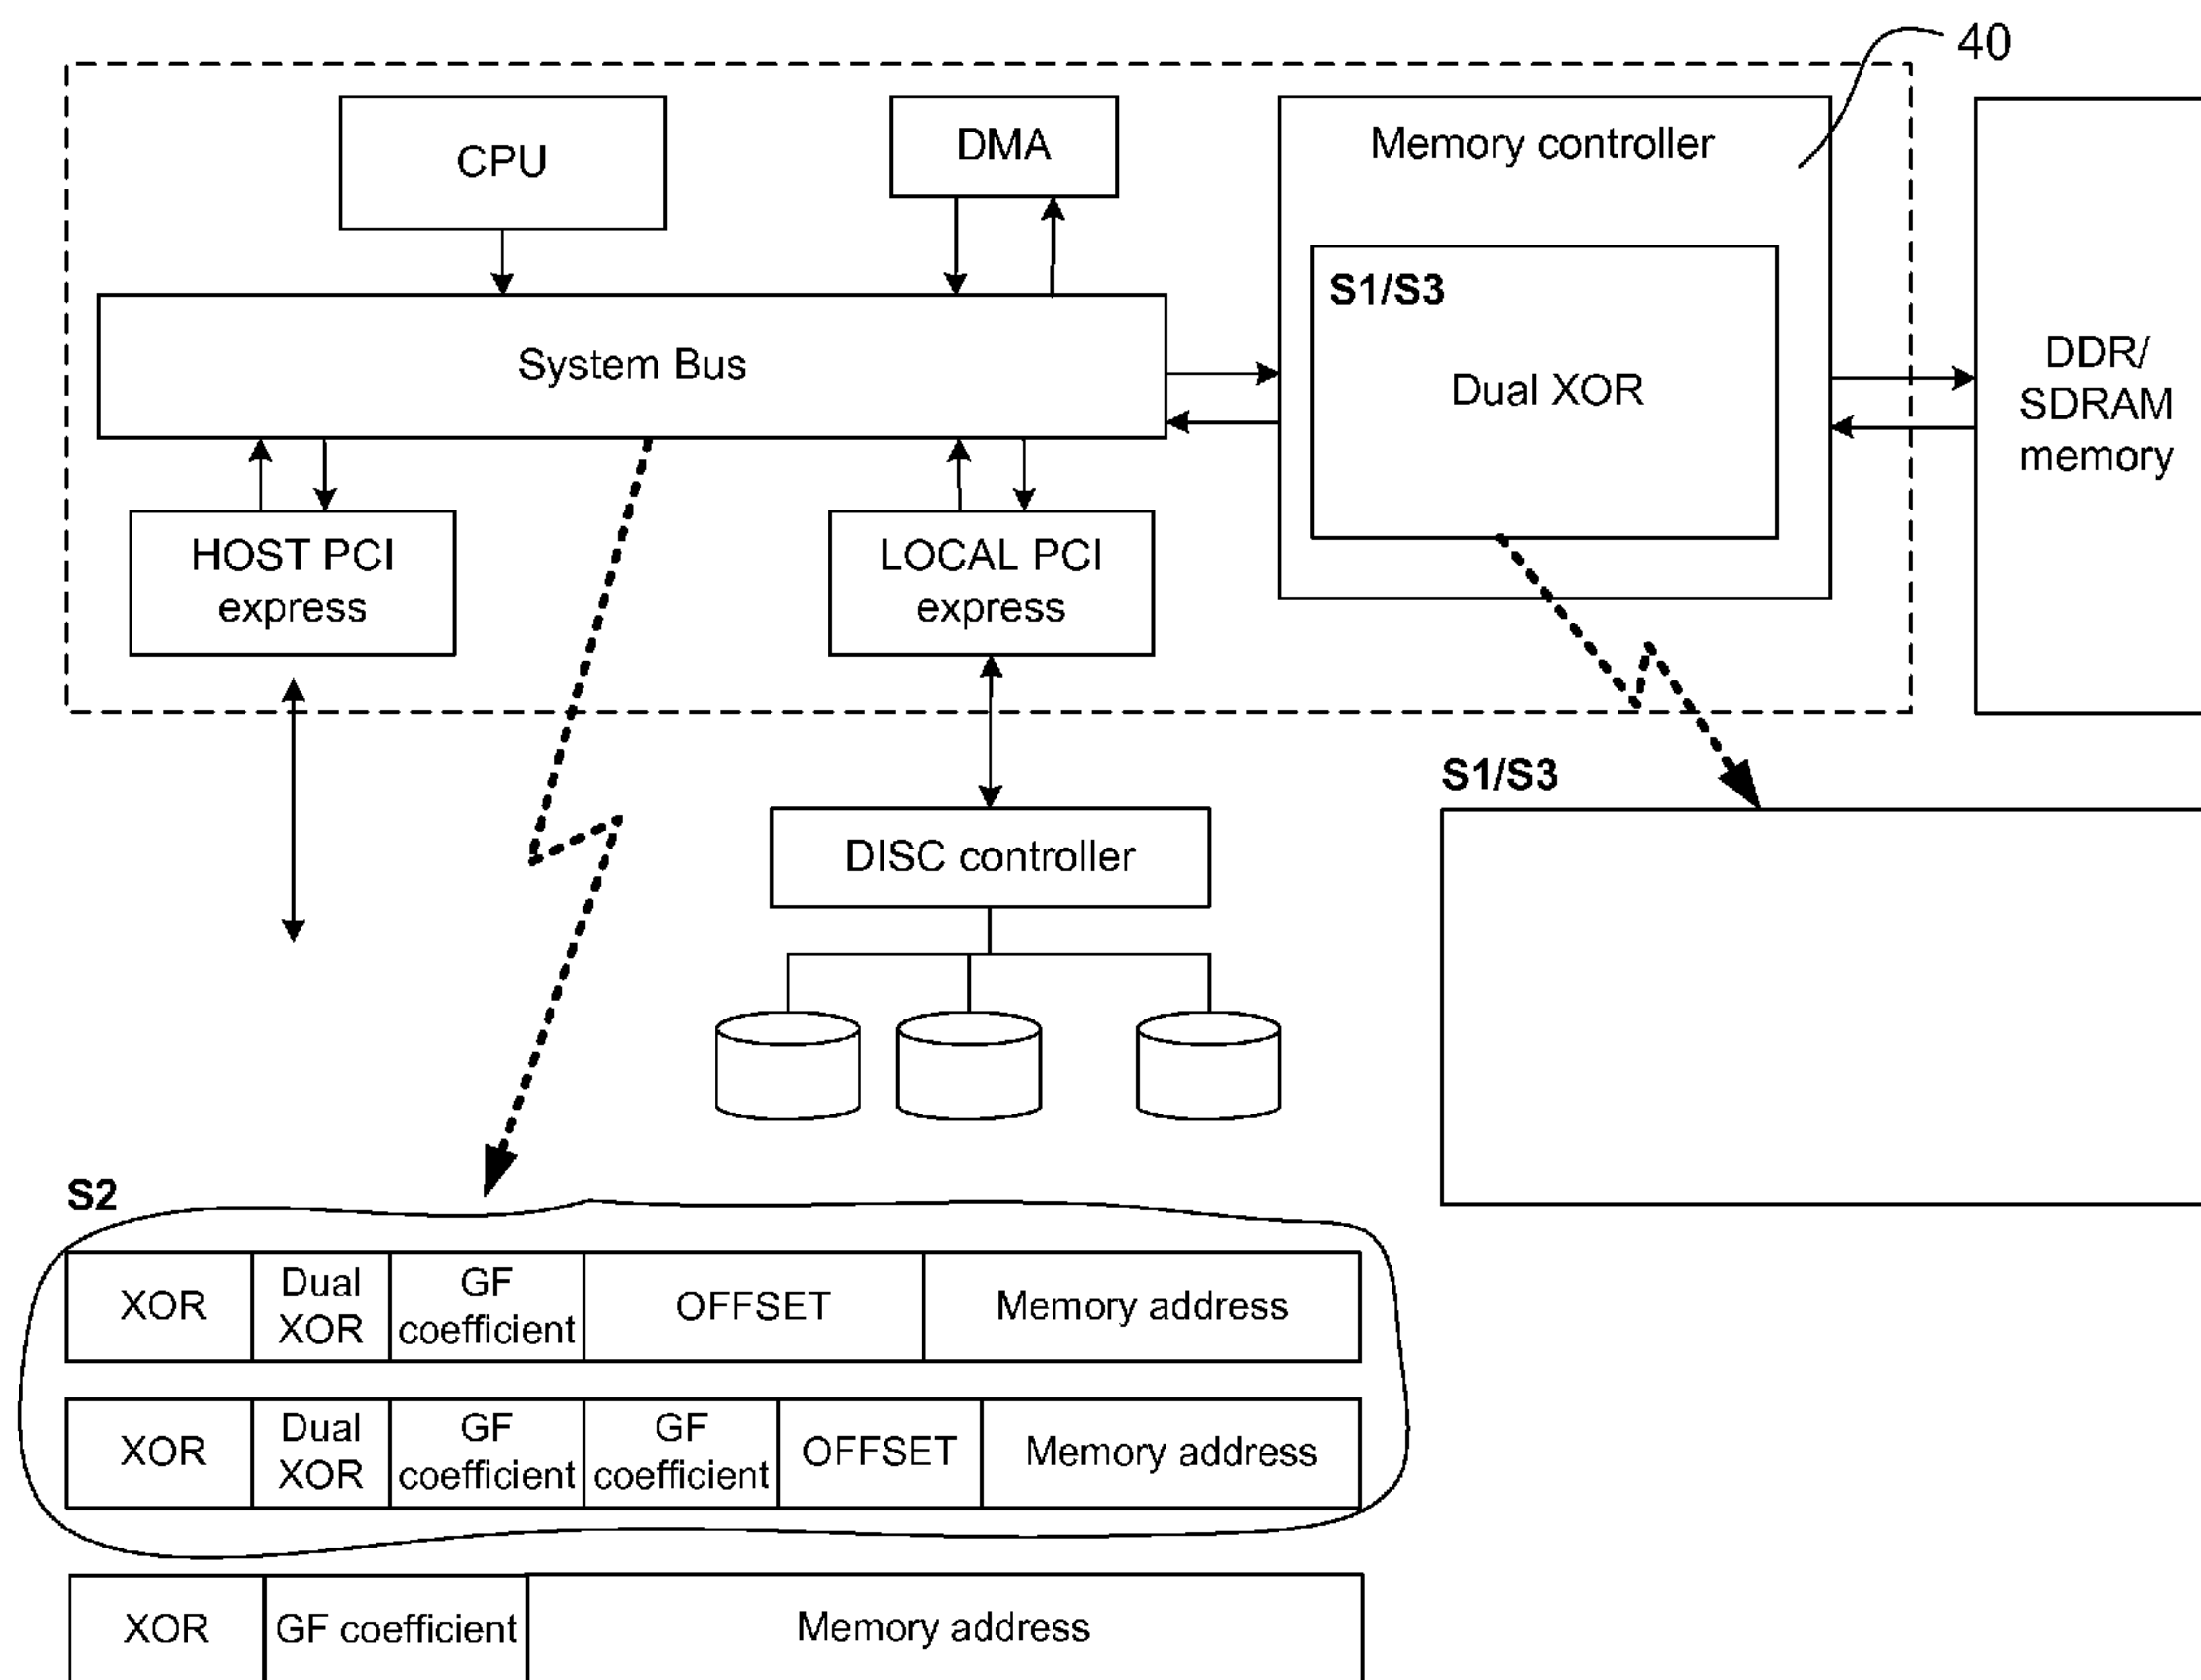 40
CPU
DMA
Memory controller
S1/S3
Dual XOR
System Bus
DDR/
SDRAM
memory
HOST PCI
express
LOCAL PCI
express
S1/S3
DISC controller
S2
XOR
Dual
XOR
GF
coefficient
OFFSET
Memory address
XOR
Dual
XOR
GF
coefficient
GF
coefficient
OFFSET
Memory address
XOR
GF coefficient
Memory address